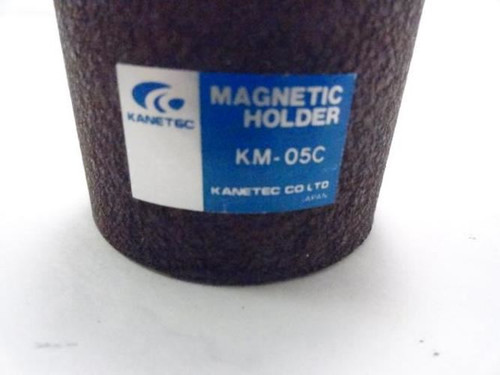 KANETEC
MAGNETIC
HOLDER
KM-05C
KANETEC CO LTD
JAPAN